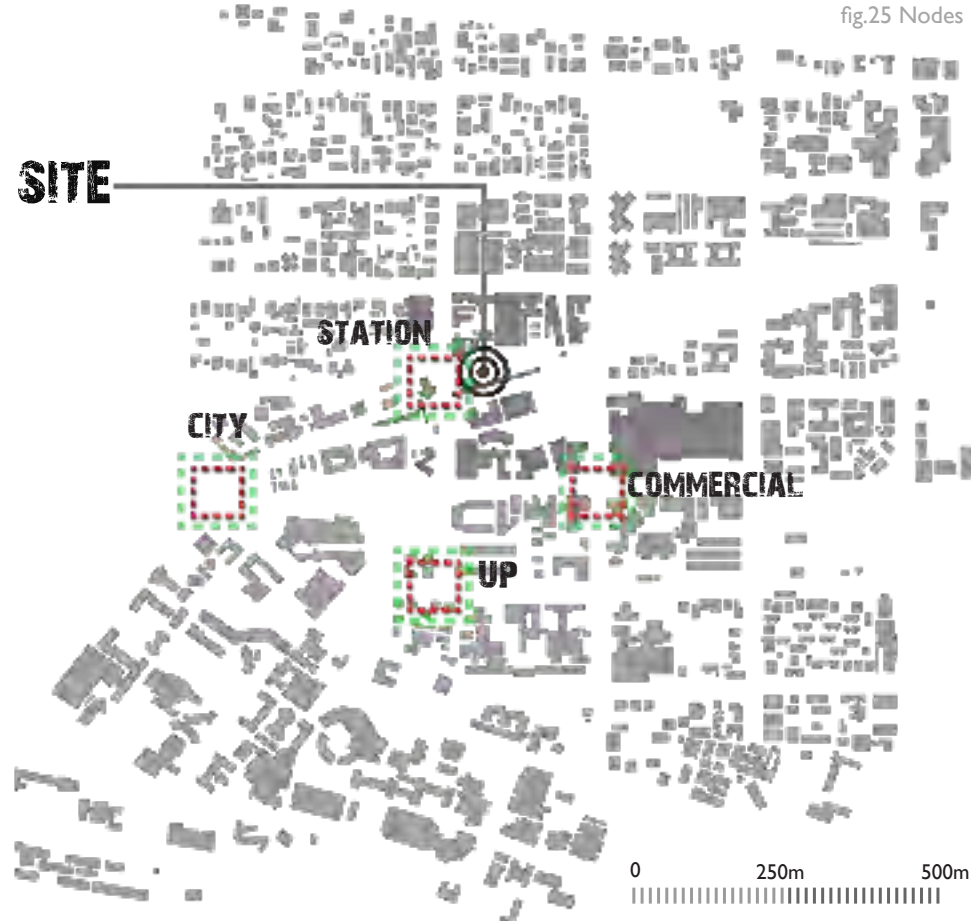 fig.25 Nodes
SITE
STATION
CITY
COMMERCIAL
UP
0 250m 500m